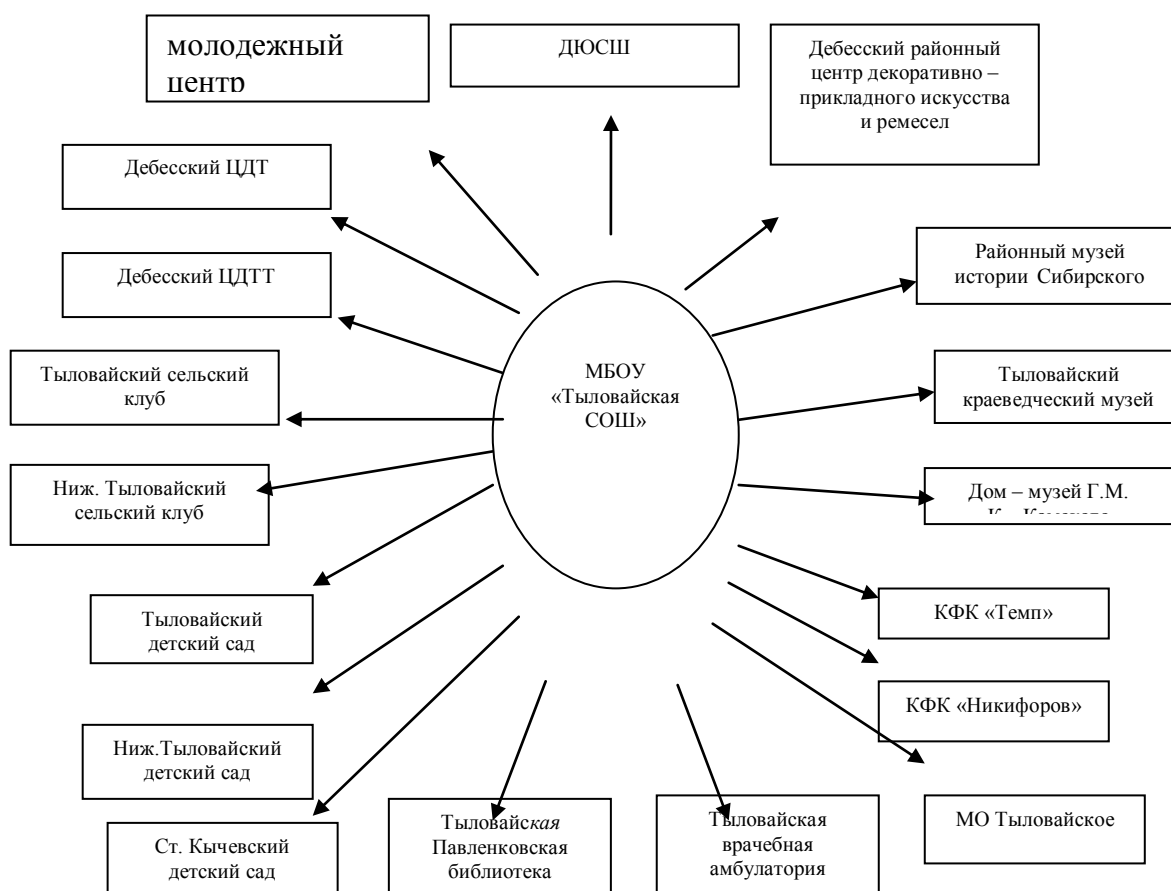 молодежный
центр
ДЮСШ
Дебесский районный
центр декоративно –
прикладного искусства
и ремесел
Дебесский ЦДТ
Дебесский ЦДТТ
Районный музей
истории Сибирского
Тыловайский сельский
клуб
МБОУ
«Тыловайская
СОШ»
Тыловайский
краеведческий музей
Ниж. Тыловайский
сельский клуб
Дом – музей Г.М.
Тыловайский
детский сад
КФК «Темп»
КФК «Никифоров»
Ниж.Тыловайский
детский сад
Ст. Кычевский
детский сад
Тыловайская
Павленковская
библиотека
Тыловайская
врачебная
амбулатория
МО Тыловайское